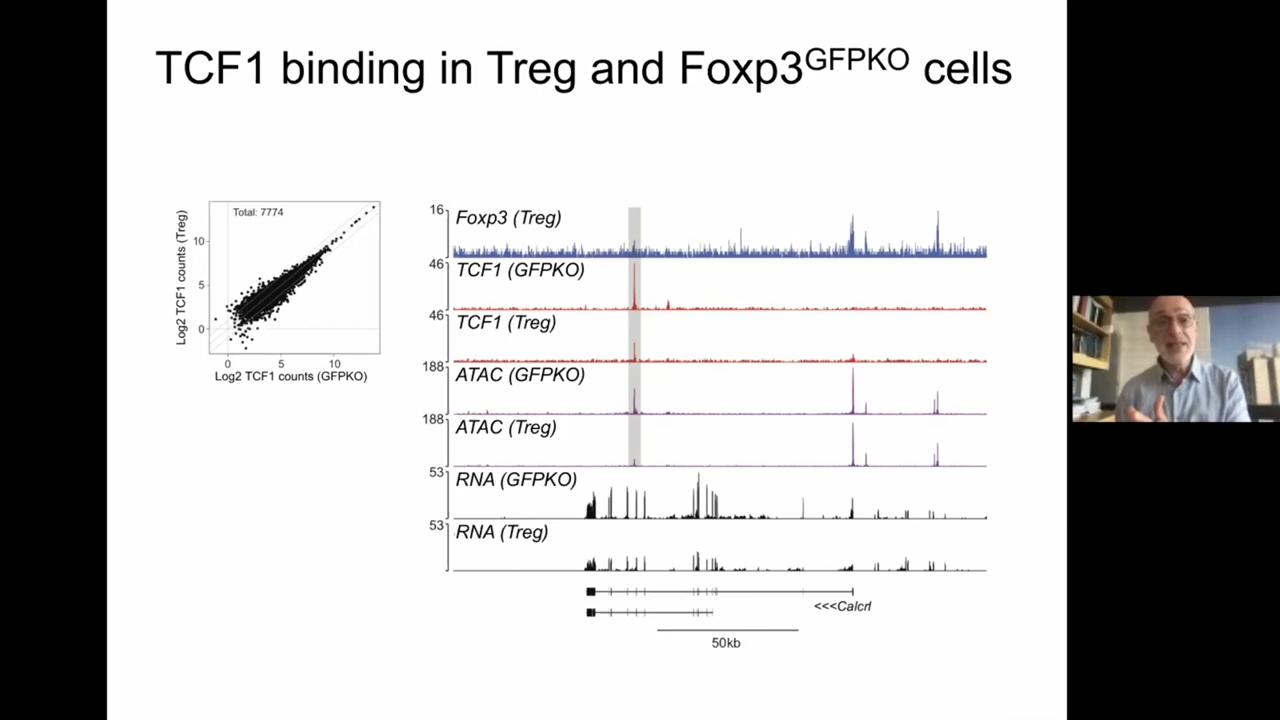 TCF1 binding in Treg and Foxp3GFPKO cells
Total: 7774
Log2 TCF1 counts (Treg)
10
5
0
0 5 10
Log2 TCF1 counts (GFPKO)
16 Foxp3 (Treg)
46 TCF1 (GFPKO)
46 TCF1 (Treg)
188 ATAC (GFPKO)
188 ATAC (Treg)
53 RNA (GFPKO)
53 RNA (Treg)
<<<Calcrl
50kb